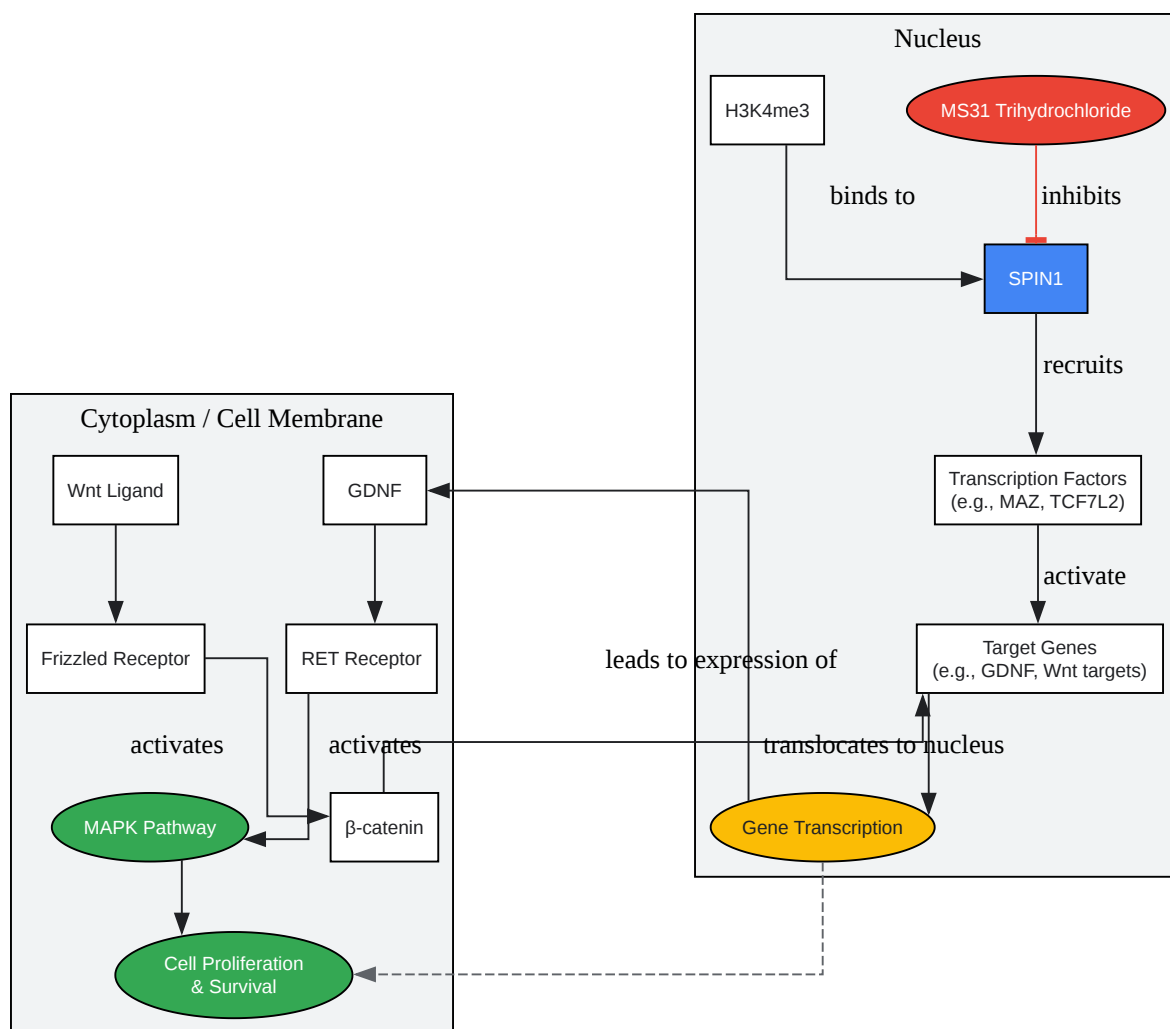 Nucleus
H3K4me3
MS31 Trihydrochloride
binds to
inhibits
SPIN1
recruits
Cytoplasm / Cell Membrane
Wnt Ligand
GDNF
Transcription Factors
(e.g., MAZ, TCF7L2)
activate
Frizzled Receptor
RET Receptor
leads to expression of
Target Genes
(e.g., GDNF, Wnt targets)
activates
activates
translocates to nucleus
MAPK Pathway
β-catenin
Gene Transcription
Cell Proliferation
& Survival